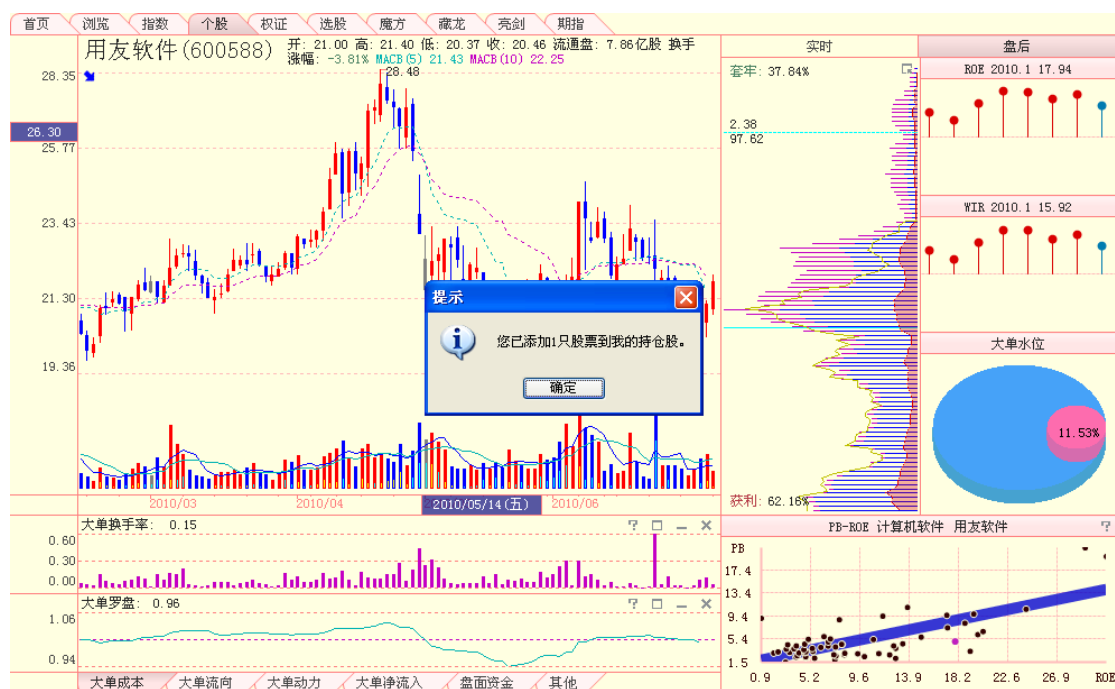 首页 浏览 指数 个股 权证 选股 魔方 藏龙 亮剑 期指
用友软件(600588)
开: 21.00 高: 21.40 低: 20.37 收: 20.46 流通盘: 7.86亿股 换手
涨幅: -3.81% MACB(5) 21.43 MACB(10) 22.25
28.35
28.48
26.30
25.77
23.43
21.30
19.36
2010/03 2010/04 2010/05/14(五) 2010/06
提示
您已添加1只股票到我的持仓股。
确定
实时 盘后
套牢: 37.84%
2.38
97.62
获利: 62.16%
ROE 2010.1 17.94
WIR 2010.1 15.92
大单水位
11.53%
大单换手率: 0.15
0.60
0.30
0.00
大单罗盘: 0.96
1.06
0.94
大单成本 大单流向 大单动力 大单净流入 盘面资金 其他
PB-ROE 计算机软件 用友软件 ?
PB
17.4
13.4
9.4
5.4
1.5
0.9 5.2 9.6 13.9 18.2 22.6 26.9 ROE